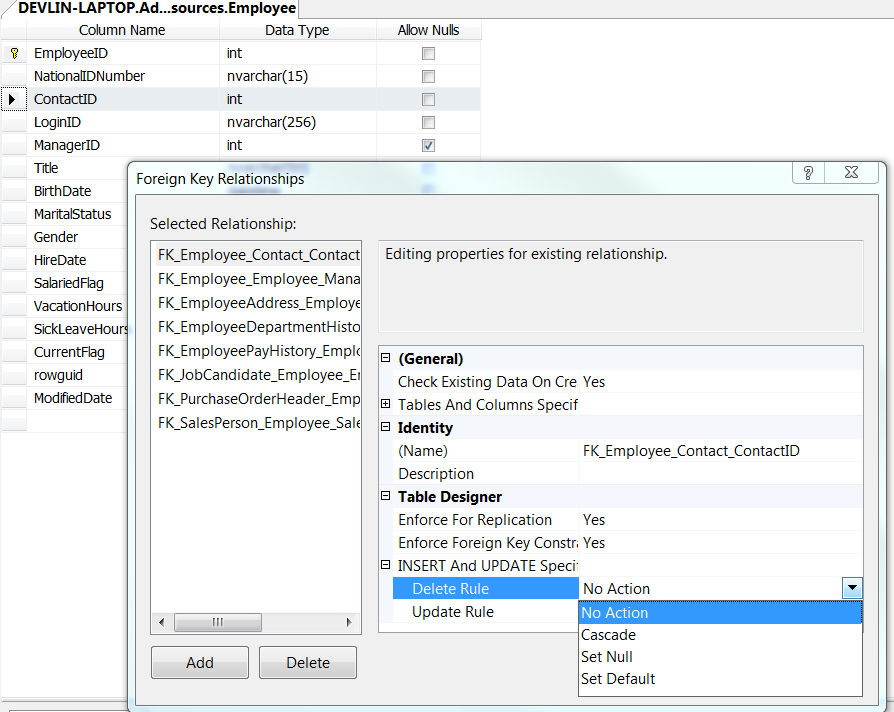 DEVLIN-LAPTOP.Ad...sources.Employee
Column Name Data Type Allow Nulls
EmployeeID int
NationalIDNumber nvarchar(15)
ContactID int
LoginID nvarchar(256)
ManagerID int
Title
BirthDate
MaritalStatus
Gender
HireDate
SalariedFlag
VacationHours
SickLeaveHours
CurrentFlag
rowguid
ModifiedDate
Foreign Key Relationships
?
Selected Relationship:
FK_Employee_Contact_Contact
FK_Employee_Employee_Mana
FK_EmployeeAddress_Employe
FK_EmployeeDepartmentHisto
FK_EmployeePayHistory_Emplo
FK_JobCandidate_Employee_Er
FK_PurchaseOrderHeader_Emp
FK_SalesPerson_Employee_Sale
Add Delete
Editing properties for existing relationship.
(General)
Check Existing Data On Cre Yes
Tables And Columns Specif
Identity
(Name) FK_Employee_Contact_ContactID
Description
Table Designer
Enforce For Replication Yes
Enforce Foreign Key Constra Yes
INSERT And UPDATE Specif
Delete Rule No Action
Update Rule
No Action
Cascade
Set Null
Set Default